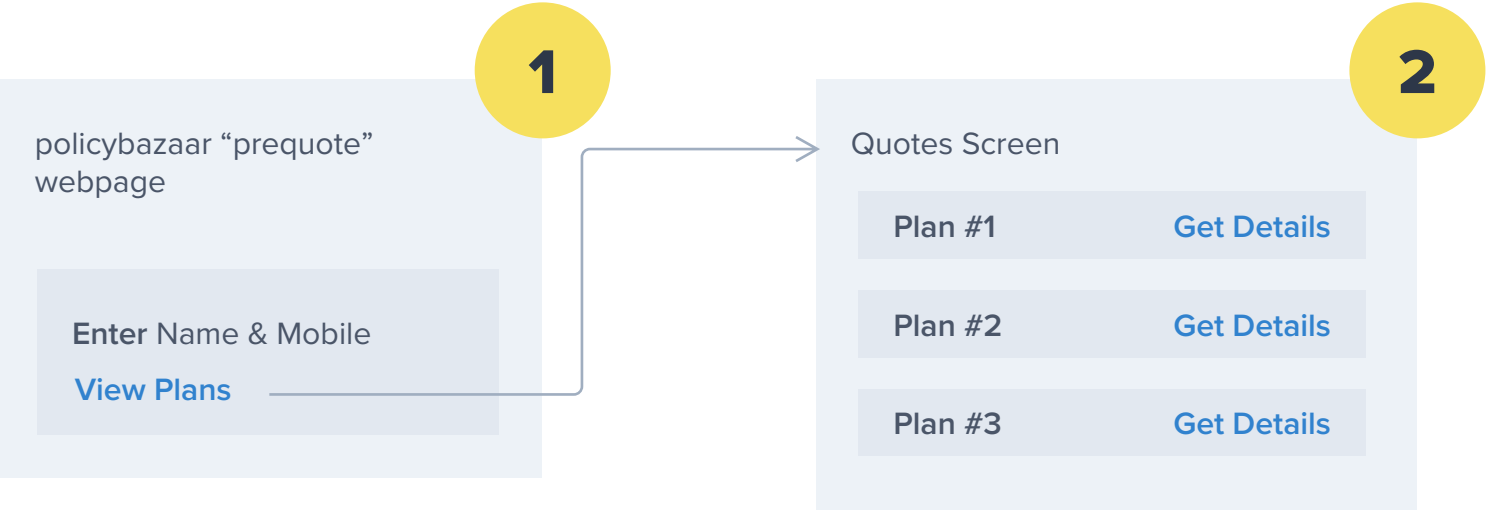 1
policybazaar “prequote”
webpage
Enter Name & Mobile
View Plans
2
Quotes Screen
Plan #1 Get Details
Plan #2 Get Details
Plan #3 Get Details